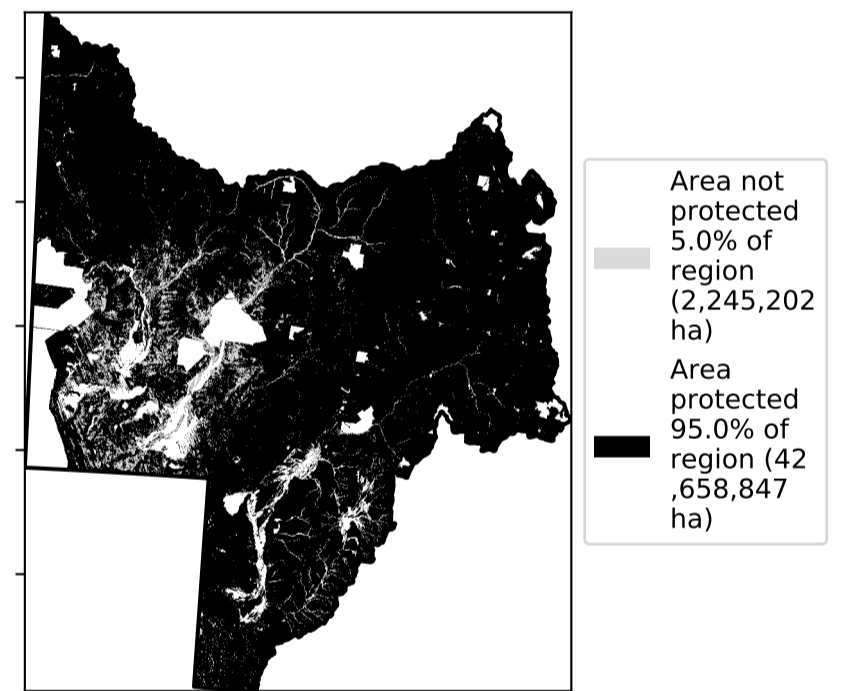 Area not
protected
5.0% of
region
(2,245,202
ha)
Area
protected
95.0% of
region (42
,658,847
ha)